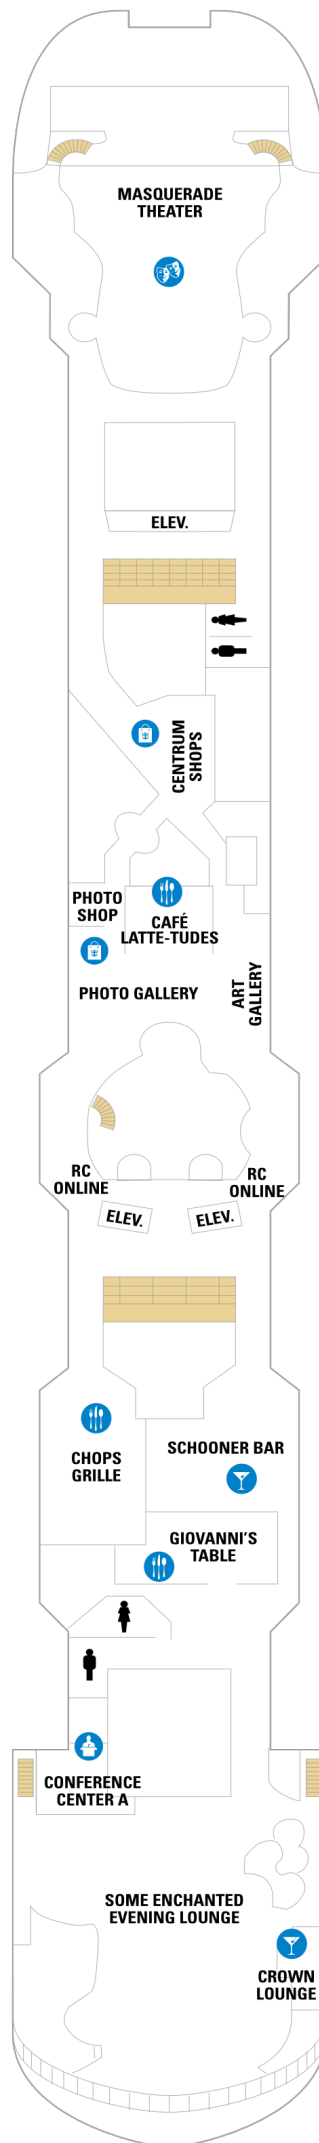 MASQUERADE
THEATER
ELEV.
CENTRUM
SHOPS
PHOTO
SHOP
CAFÉ
LATTE-TUDES
PHOTO GALLERY
ART
GALLERY
RC
ONLINE
RC
ONLINE
ELEV.
ELEV.
CHOPS
GRILLE
SCHOONER BAR
GIOVANNI'S
TABLE
CONFERENCE
CENTER A
SOME ENCHANTED
EVENING LOUNGE
CROWN
LOUNGE